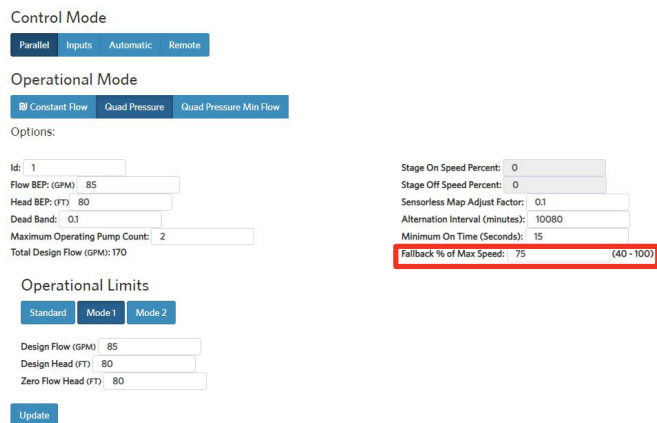 Control Mode
Parallel Inputs Automatic Remote
Operational Mode
Constant Flow Quad Pressure Quad Pressure Min Flow
Options:
Id: 1
Flow BEP: (GPM) 85
Head BEP: (FT) 80
Dead Band: 0.1
Maximum Operating Pump Count: 2
Total Design Flow (GPM): 170
Stage On Speed Percent: 0
Stage Off Speed Percent: 0
Sensorless Map Adjust Factor: 0.1
Alternation Interval (minutes): 10080
Minimum On Time (Seconds): 15
Fallback % of Max Speed: 75 (40 - 100)
Operational Limits
Standard Mode 1 Mode 2
Design Flow (GPM) 85
Design Head (FT) 80
Zero Flow Head (FT) 80
Update